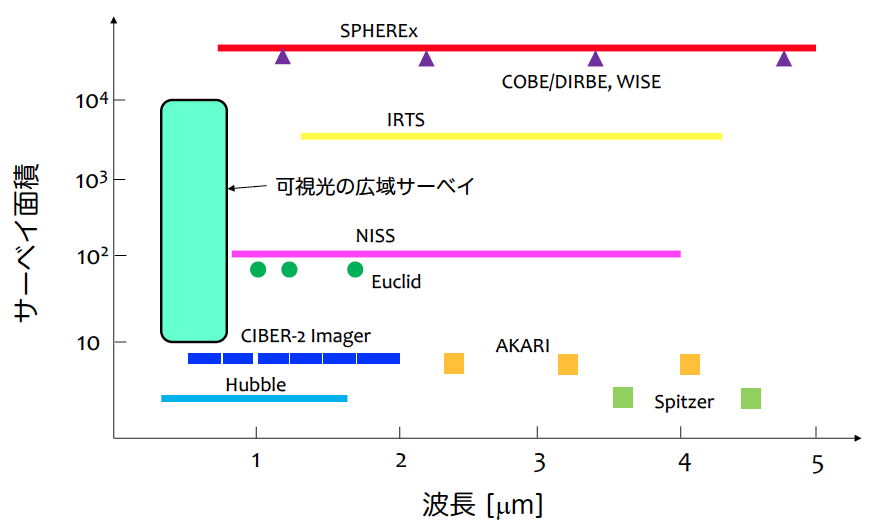 SPHEREx
COBE/DIRBE, WISE
10⁴
IRTS
10³
可視光の広域サーベイ
サーベイ面積
NISS
10²
Euclid
CIBER-2 Imager
10
AKARI
Hubble
Spitzer
1
2
3
4
5
波長 [μm]